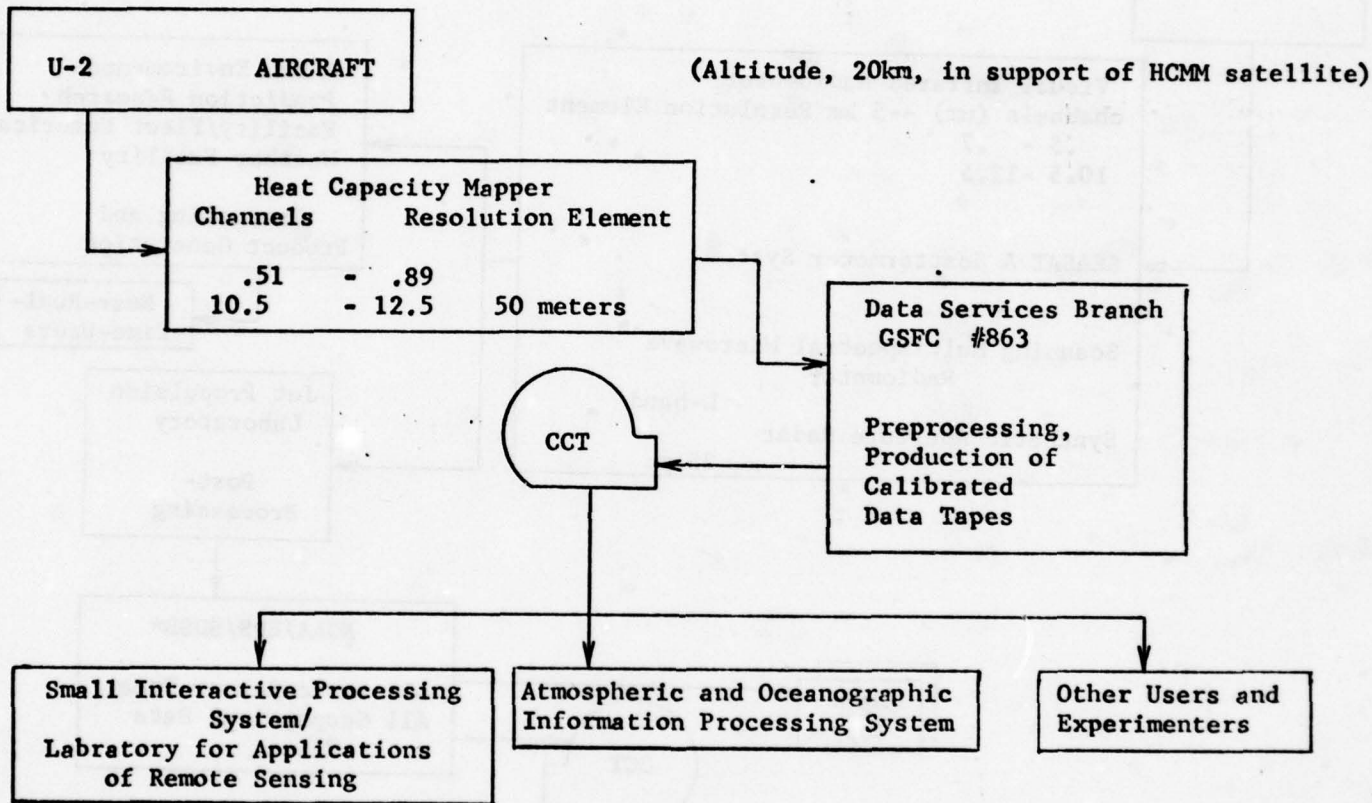 U-2 AIRCRAFT
(Altitude, 20km, in support of HCMM satellite)
Heat Capacity Mapper
Channels Resolution Element
.51 - .89
10.5 - 12.5 50 meters
Data Services Branch
GSFC #863
Preprocessing,
Production of
Calibrated
Data Tapes
CCT
Small Interactive Processing
System/
Labratory for Applications
of Remote Sensing
Atmospheric and Oceanographic
Information Processing System
Other Users and
Experimenters